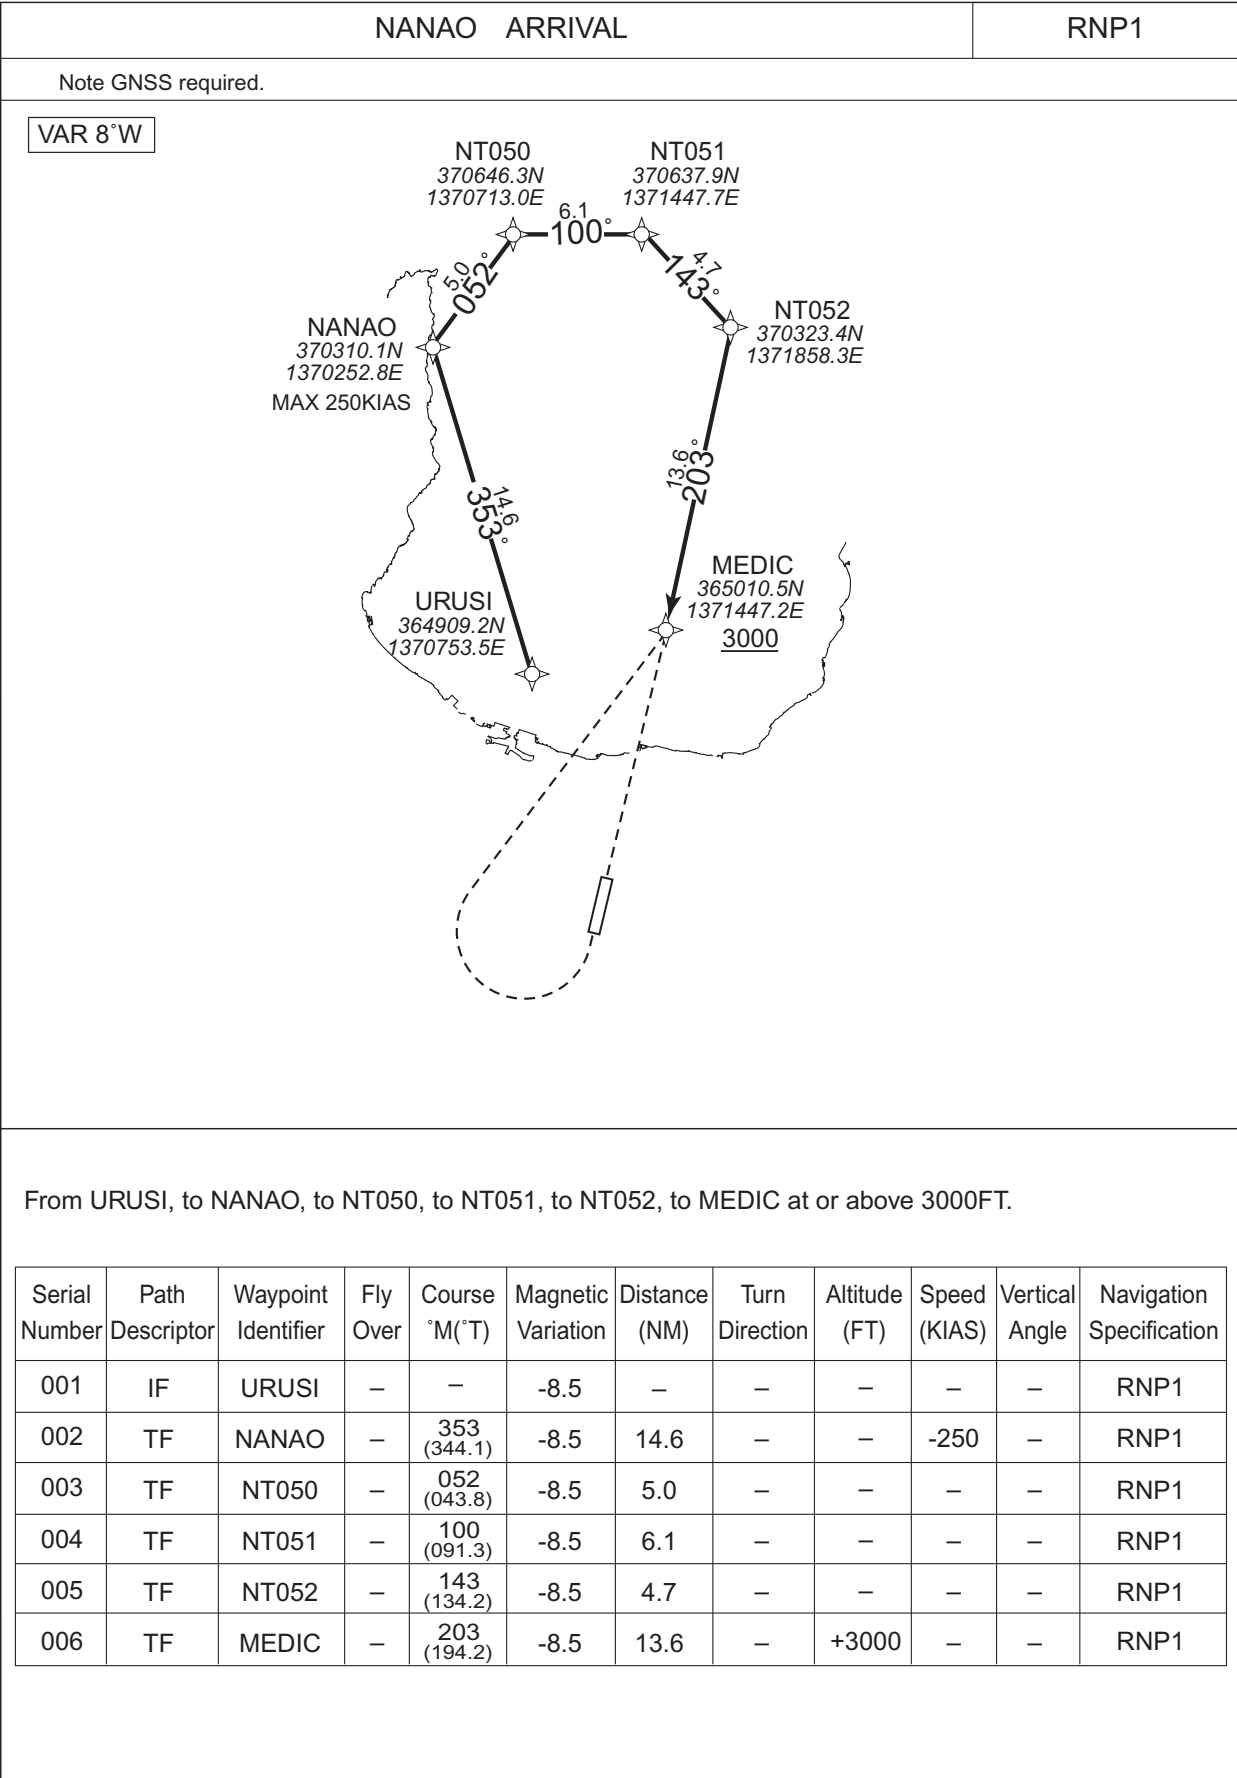 NANAO ARRIVAL
RNP1
Note GNSS required.
VAR 8°W
NT050
370646.3N
1370713.0E
NT051
370637.9N
1371447.7E
6.1
100°
5.0
052°
4.7
143°
NANAO
370310.1N
1370252.8E
MAX 250KIAS
NT052
370323.4N
1371858.3E
14.6
353°
13.6
203°
URUSI
364909.2N
1370753.5E
MEDIC
365010.5N
1371447.2E
3000
From URUSI, to NANAO, to NT050, to NT051, to NT052, to MEDIC at or above 3000FT.
Serial Number Path Descriptor Waypoint Identifier Fly Over Course °M(°T) Magnetic Variation Distance (NM) Turn Direction Altitude (FT) Speed (KIAS) Vertical Angle Navigation Specification
001 IF URUSI – – -8.5 – – – – – RNP1
002 TF NANAO – 353 (344.1) -8.5 14.6 – – -250 – RNP1
003 TF NT050 – 052 (043.8) -8.5 5.0 – – – – RNP1
004 TF NT051 – 100 (091.3) -8.5 6.1 – – – – RNP1
005 TF NT052 – 143 (134.2) -8.5 4.7 – – – – RNP1
006 TF MEDIC – 203 (194.2) -8.5 13.6 – +3000 – – RNP1